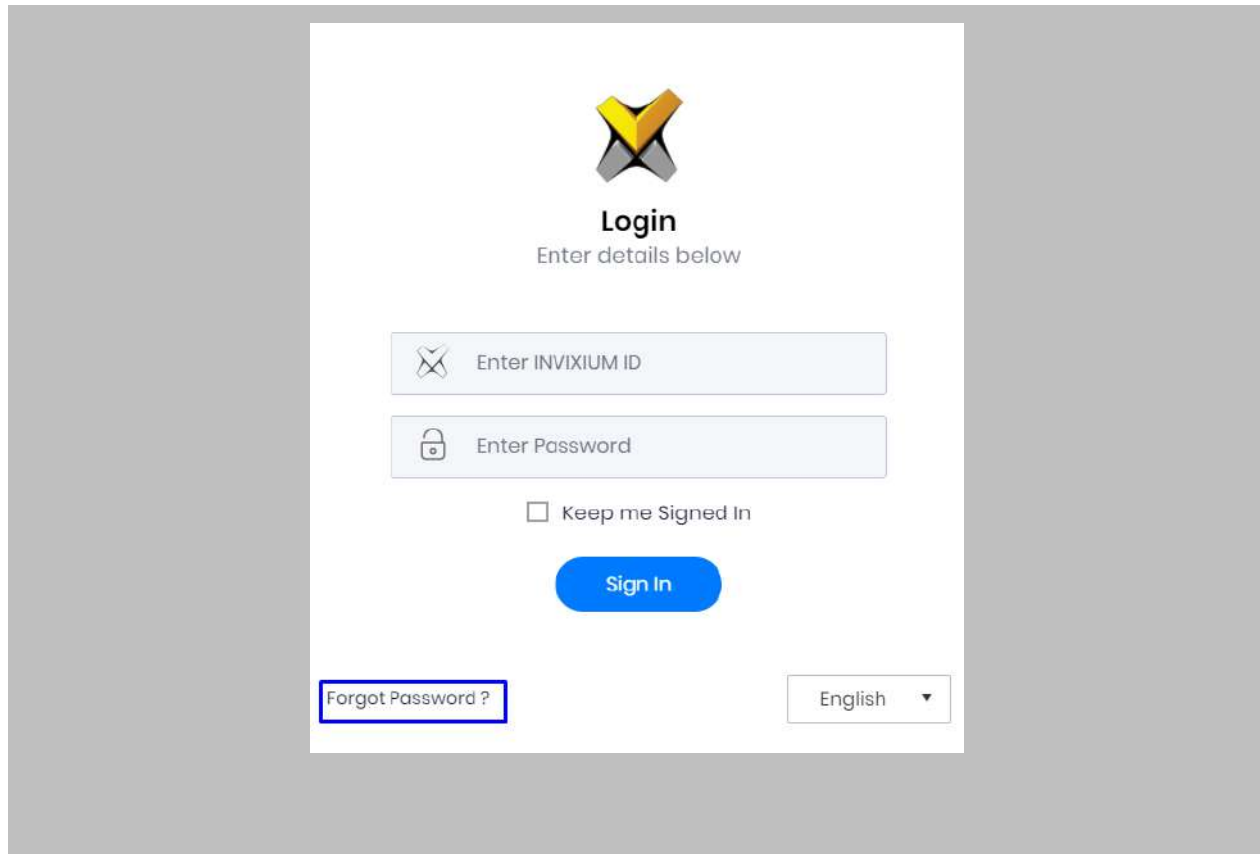 Login
Enter details below
Enter INVIXIUM ID
Enter Password
Keep me Signed In
Sign In
Forgot Password ?
English